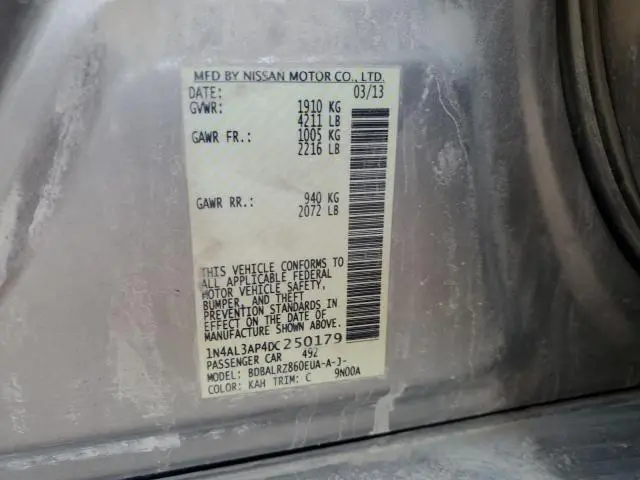 MFD BY NISSAN MOTOR CO., LTD.
DATE: 03/13
GVWR: 1910 KG
4211 LB
GAWR FR.: 1005 KG
2216 LB
GAWR RR.: 940 KG
2072 LB
THIS VEHICLE CONFORMS TO
ALL APPLICABLE FEDERAL
MOTOR VEHICLE SAFETY,
BUMPER, AND THEFT
PREVENTION STANDARDS IN
EFFECT ON THE DATE OF
MANUFACTURE SHOWN ABOVE.
1N4AL3AP4DC250179
PASSENGER CAR 492
MODEL: BDBALRZ860EUA-A-J-
COLOR: KAH TRIM: C 9N00A